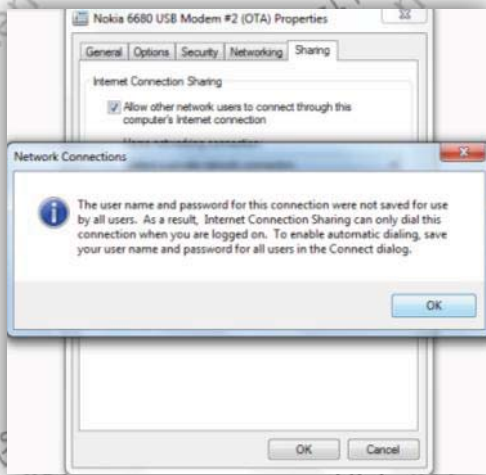 Nokia 6680 USB Modem #2 (OTA) Properties
General Options Security Networking Sharing
Internet Connection Sharing
Allow other network users to connect through this
computer's Internet connection
Network Connections
The user name and password for this connection were not saved for use
by all users. As a result, Internet Connection Sharing can only dial this
connection when you are logged on. To enable automatic dialing, save
your user name and password for all users in the Connect dialog.
OK
OK Cancel